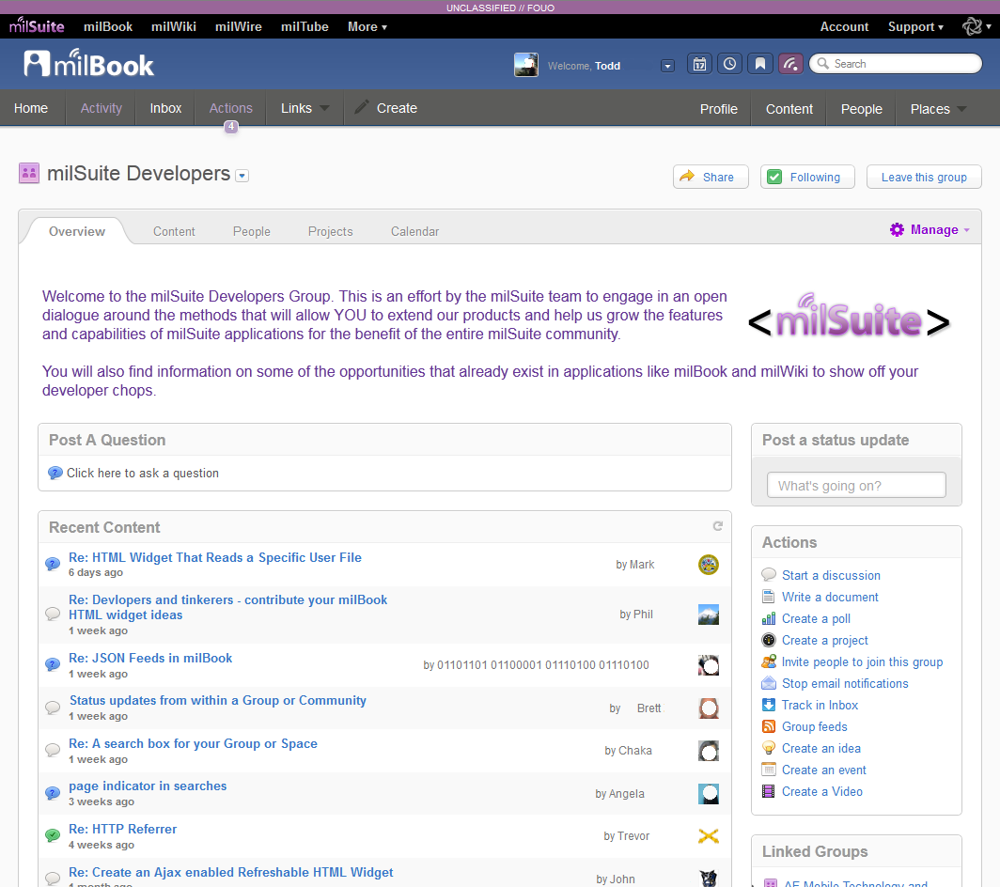 UNCLASSIFIED // FOUO
milSuite milBook milWiki milWire milTube More Account Support
milBook Welcome, Todd 17 Search
Home Activity Inbox Actions Links Create Profile Content People Places
4
milSuite Developers Share Following Leave this group
Overview Content People Projects Calendar Manage
Welcome to the milSuite Developers Group. This is an effort by the milSuite team to engage in an open
dialogue around the methods that will allow YOU to extend our products and help us grow the features
and capabilities of milSuite applications for the benefit of the entire milSuite community.
<milSuite>
You will also find information on some of the opportunities that already exist in applications like milBook and milWiki to show off your
developer chops.
Post A Question
Click here to ask a question
Recent Content
Re: HTML Widget That Reads a Specific User File
6 days ago
by Mark
Re: Devlopers and tinkerers - contribute your milBook
HTML widget ideas
1 week ago
by Phil
Re: JSON Feeds in milBook
1 week ago
by 01101101 01100001 01110100 01110100
Status updates from within a Group or Community
1 week ago
by Brett
Re: A search box for your Group or Space
1 week ago
by Chaka
page indicator in searches
3 weeks ago
by Angela
Re: HTTP Referrer
4 weeks ago
by Trevor
Re: Create an Ajax enabled Refreshable HTML Widget
1 month ago
by John
Post a status update
What's going on?
Actions
Start a discussion
Write a document
Create a poll
Create a project
Invite people to join this group
Stop email notifications
Track in Inbox
Group feeds
Create an idea
Create an event
Create a Video
Linked Groups
AF Mobile Technology and